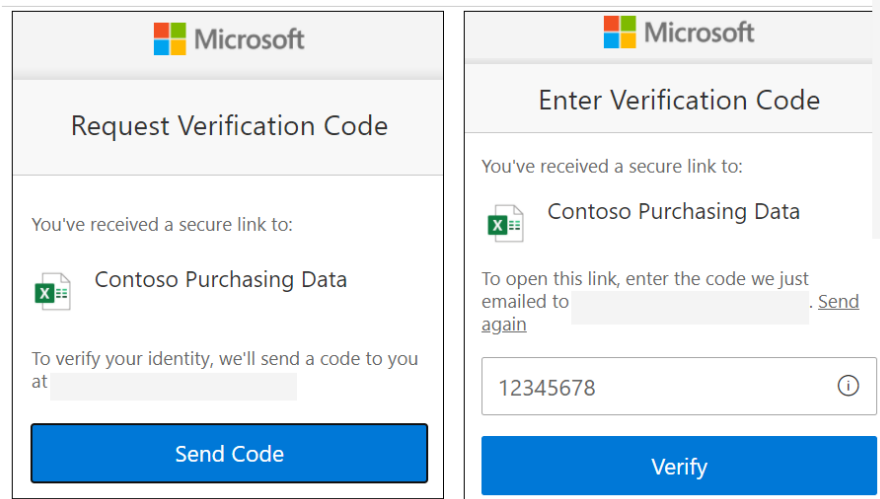 Microsoft
Request Verification Code
You've received a secure link to:
Contoso Purchasing Data
To verify your identity, we'll send a code to you
at
Send Code
Microsoft
Enter Verification Code
You've received a secure link to:
Contoso Purchasing Data
To open this link, enter the code we just
emailed to . Send
again
12345678
Verify